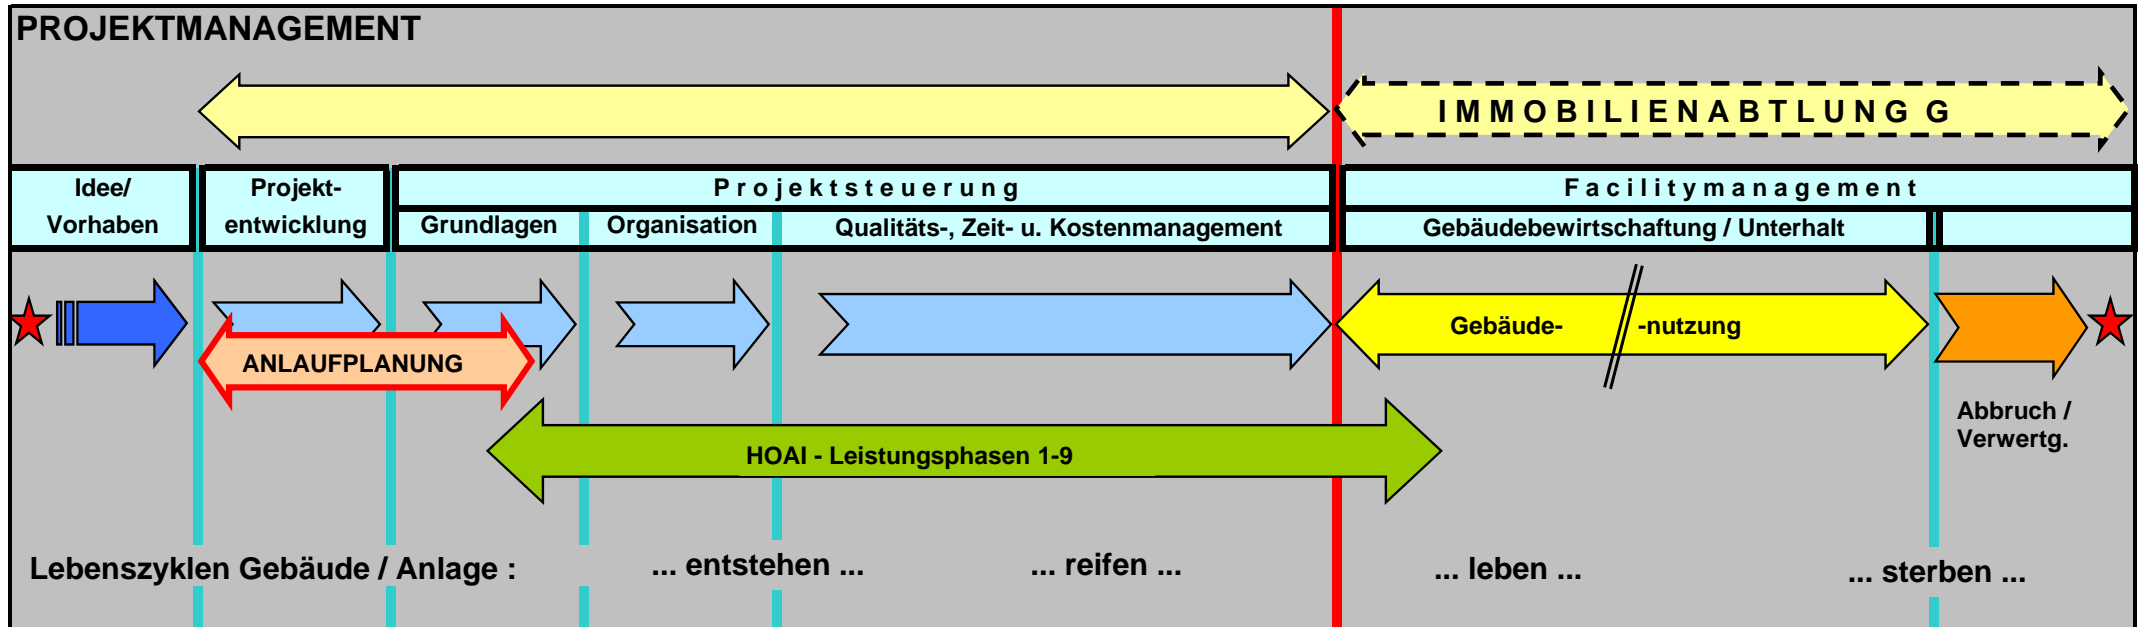 PROJEKTMANAGEMENT
IMMOBILIENABTLUNG G
Idee/
Vorhaben
Projekt-
entwicklung
Projektsteuerung
Grundlagen
Organisation
Qualitäts-, Zeit- u. Kostenmanagement
Facilitymanagement
Gebäudebewirtschaftung / Unterhalt
Gebäude-
-nutzung
ANLAUFPLANUNG
Abbruch /
Verwertg.
HOAI - Leistungsphasen 1-9
Lebenszyklen Gebäude / Anlage : ... entstehen ... ... reifen ... ... leben ... ... sterben ...